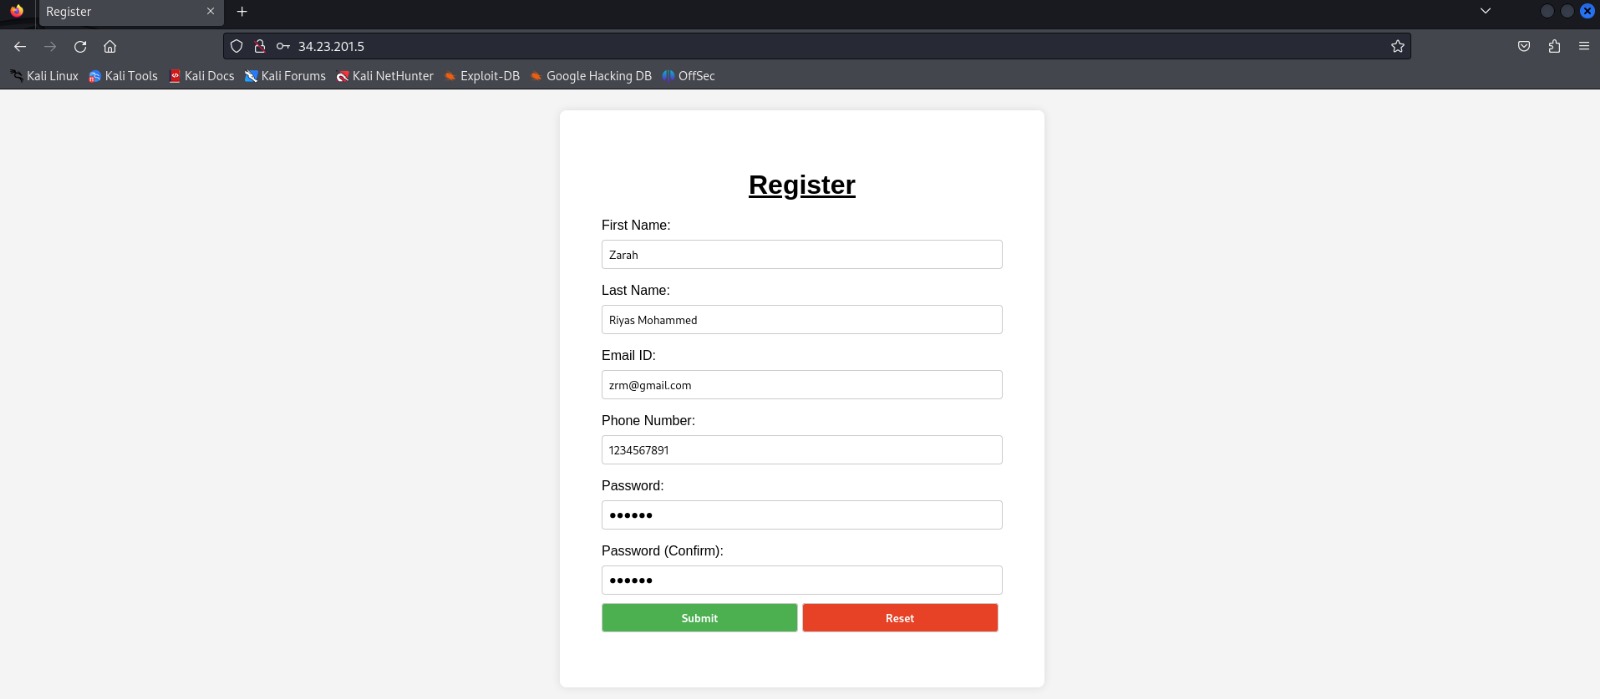 Register
34.23.201.5
Kali Linux Kali Tools Kali Docs Kali Forums Kali NetHunter Exploit-DB Google Hacking DB OffSec
Register
First Name:
Zarah
Last Name:
Riyas Mohammed
Email ID:
zrm@gmail.com
Phone Number:
1234567891
Password:
●●●●●●
Password (Confirm):
●●●●●●
Submit Reset